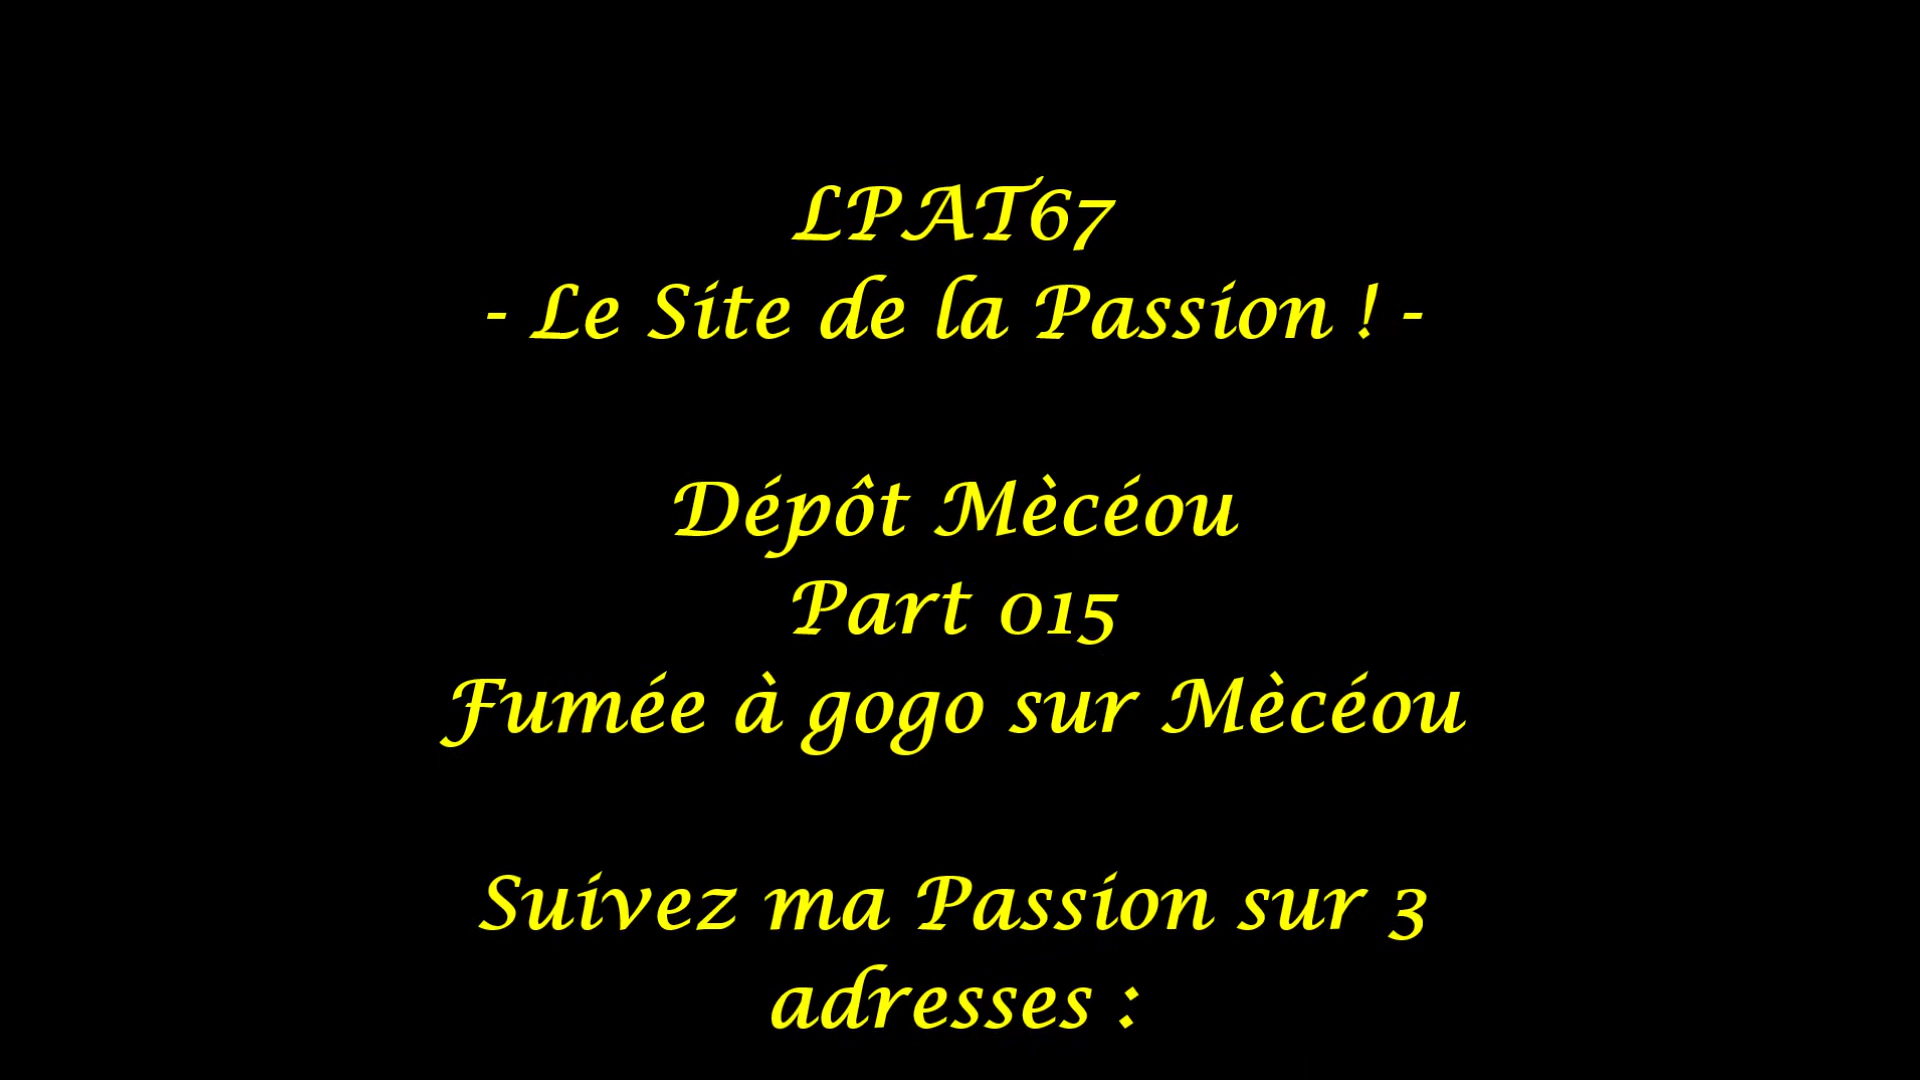 LPAT67
- Le Site de la Passion ! -
Dépôt Mècéou
Part 015
Fumée à gogo sur Mècéou
Suivez ma Passion sur 3
adresses :